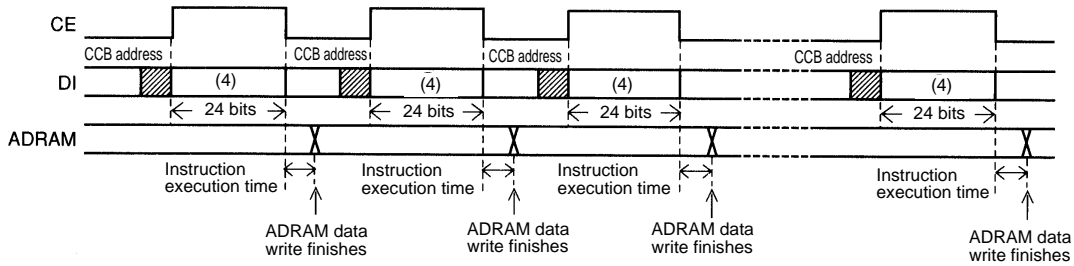 CE
CCB address CCB address CCB address CCB address
DI (4) (4) (4) (4)
24 bits 24 bits 24 bits 24 bits
ADRAM
Instruction execution time
Instruction execution time
Instruction execution time
Instruction execution time
ADRAM data write finishes
ADRAM data write finishes
ADRAM data write finishes
ADRAM data write finishes